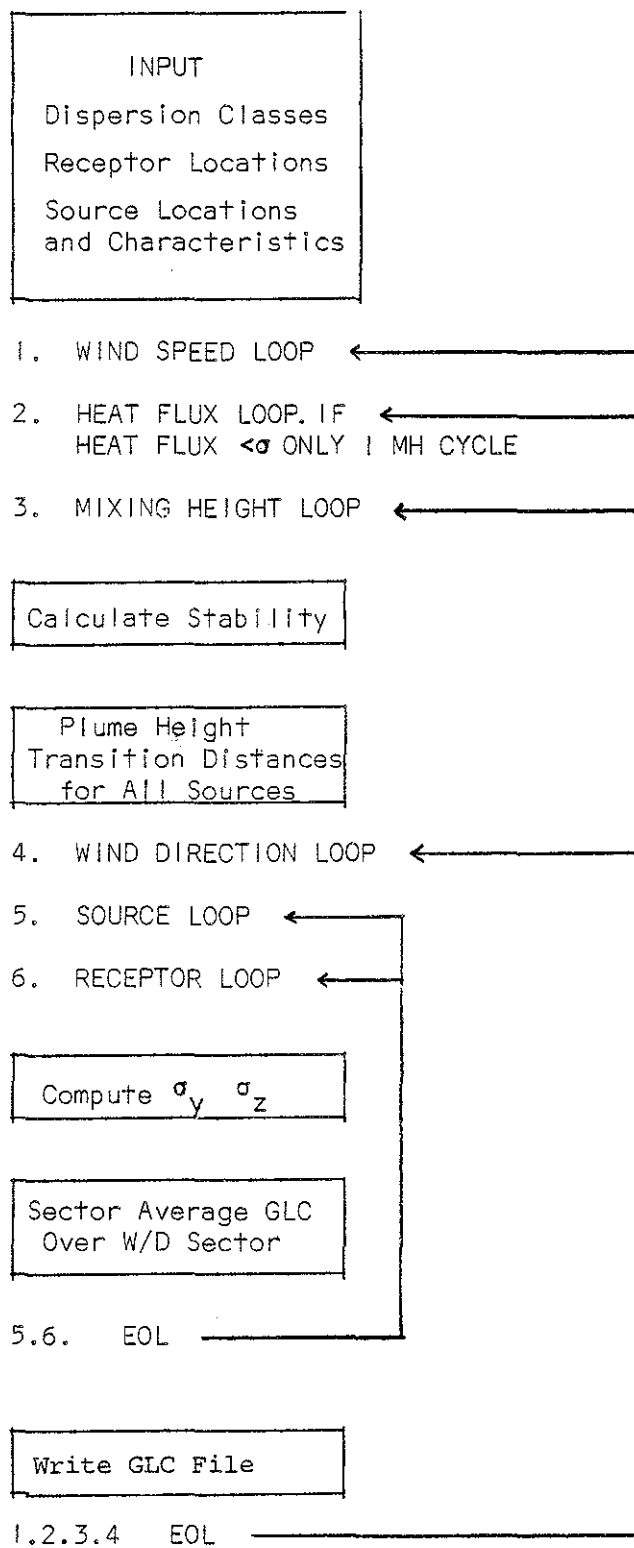 INPUT
Dispersion Classes
Receptor Locations
Source Locations
and Characteristics
1. WIND SPEED LOOP
2. HEAT FLUX LOOP. IF
HEAT FLUX <σ ONLY 1 MH CYCLE
3. MIXING HEIGHT LOOP
Calculate Stability
Plume Height
Transition Distances
for All Sources
4. WIND DIRECTION LOOP
5. SOURCE LOOP
6. RECEPTOR LOOP
Compute σy σz
Sector Average GLC
Over W/D Sector
5.6. EOL
Write GLC File
1.2.3.4 EOL